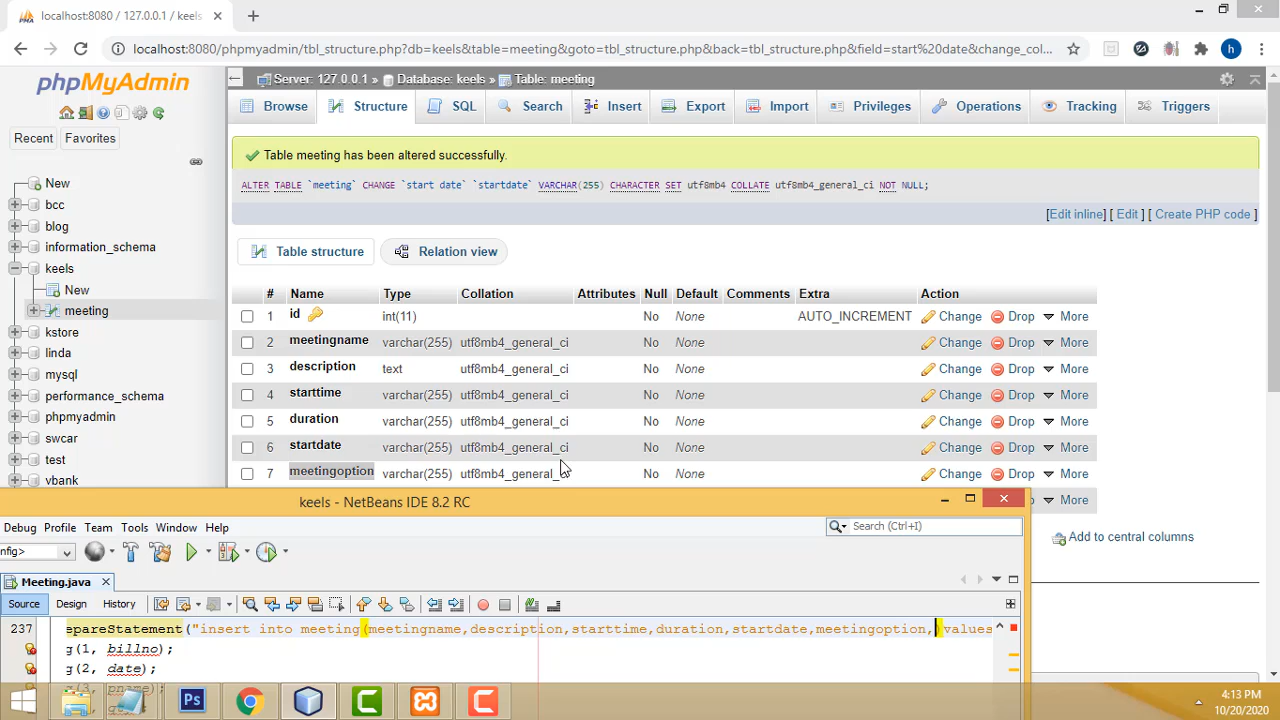 localhost:8080 / 127.0.0.1 / keels
localhost:8080/phpmyadmin/tbl_structure.php?db=keels&table=meeting&goto=tbl_structure.php&back=tbl_structure.php&field=start%20date&change_col...
h
phpMyAdmin
Recent Favorites
New
bcc
blog
information_schema
keels
New
meeting
kstore
linda
mysql
performance_schema
phpmyadmin
swcar
test
vbank
Server: 127.0.0.1 » Database: keels » Table: meeting
Browse Structure SQL Search Insert Export Import Privileges Operations Tracking Triggers
Table meeting has been altered successfully.
ALTER TABLE `meeting` CHANGE `start date` `startdate` VARCHAR(255) CHARACTER SET utf8mb4 COLLATE utf8mb4_general_ci NOT NULL;
[Edit inline] [ Edit ] [ Create PHP code ]
Table structure Relation view
# Name Type Collation Attributes Null Default Comments Extra Action
1 id int(11) No None AUTO_INCREMENT Change Drop More
2 meetingname varchar(255) utf8mb4_general_ci No None Change Drop More
3 description text utf8mb4_general_ci No None Change Drop More
4 starttime varchar(255) utf8mb4_general_ci No None Change Drop More
5 duration varchar(255) utf8mb4_general_ci No None Change Drop More
6 startdate varchar(255) utf8mb4_general_ci No None Change Drop More
7 meetingoption varchar(255) utf8mb4_general_ci No None Change Drop More
Drop More
Add to central columns
keels - NetBeans IDE 8.2 RC
Debug Profile Team Tools Window Help
Search (Ctrl+I)
nfig>
Meeting.java
Source Design History
237 epareStatement("insert into meeting(meetingname,description,starttime,duration,startdate,meetingoption,)values
g(1, billno);
g(2, date);
Ps
4:13 PM
10/20/2020